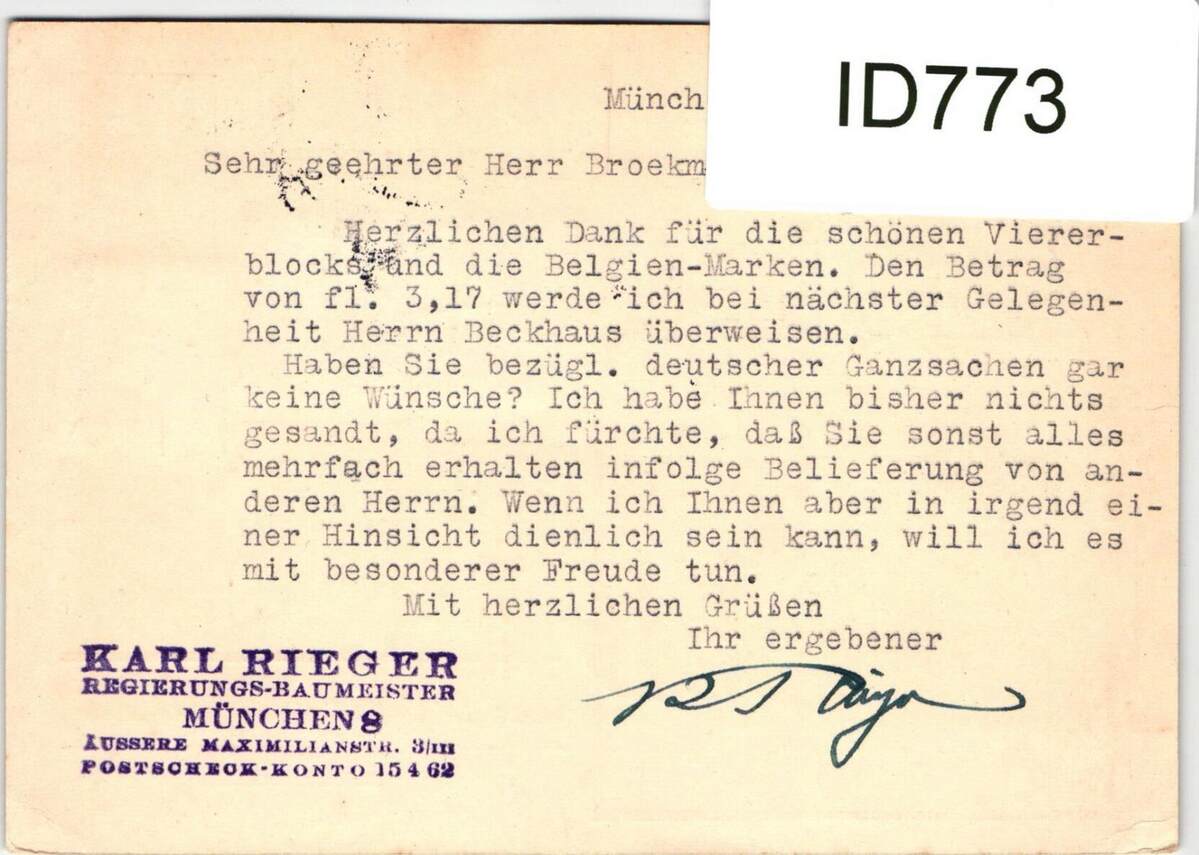 ID773
Münch
Sehr geehrter Herr Broekm
Herzlichen Dank für die schönen Vierer-
blocks und die Belgien-Marken. Den Betrag
von fl. 3,17 werde ich bei nächster Gelegen-
heit Herrn Beckhaus überweisen.
Haben Sie bezügl. deutscher Ganzsachen gar
keine Wünsche? Ich habe Ihnen bisher nichts
gesandt, da ich fürchte, daß Sie sonst alles
mehrfach erhalten infolge Belieferung von an-
deren Herrn. Wenn ich Ihnen aber in irgend ei-
ner Hinsicht dienlich sein kann, will ich es
mit besonderer Freude tun.
Mit herzlichen Grüßen
Ihr ergebener
KARL RIEGER
REGIERUNGS-BAUMEISTER
MÜNCHEN 8
ÄUSSERE MAXIMILIANSTR. 3/III
POSTSCHECK-KONTO 15462